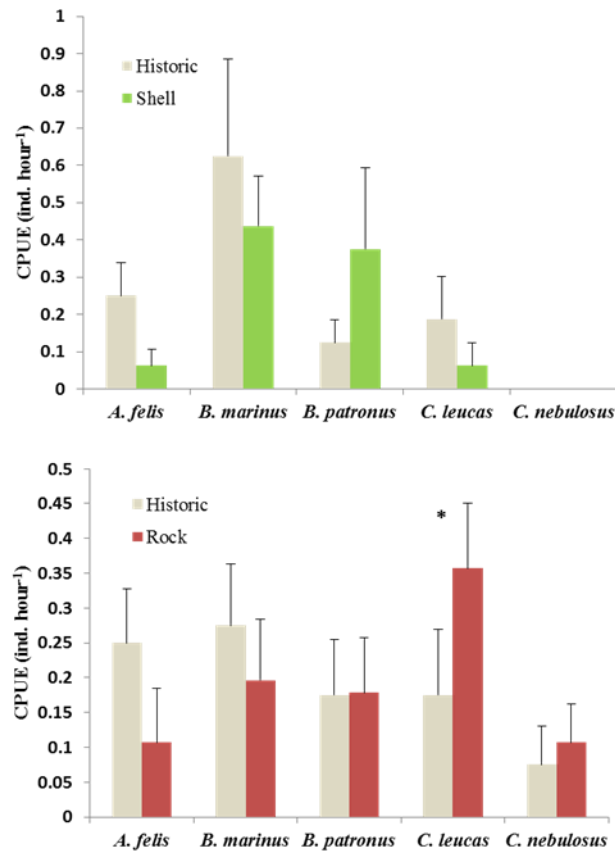 1
0.9
0.8
0.7
0.6
0.5
0.4
0.3
0.2
0.1
0
CPUE (ind. hour⁻¹)
Historic
Shell
A. felis B. marinus B. patronus C. leucas C. nebulosus
0.5
0.45
0.4
0.35
0.3
0.25
0.2
0.15
0.1
0.05
0
CPUE (ind. hour⁻¹)
Historic
Rock
*
A. felis B. marinus B. patronus C. leucas C. nebulosus